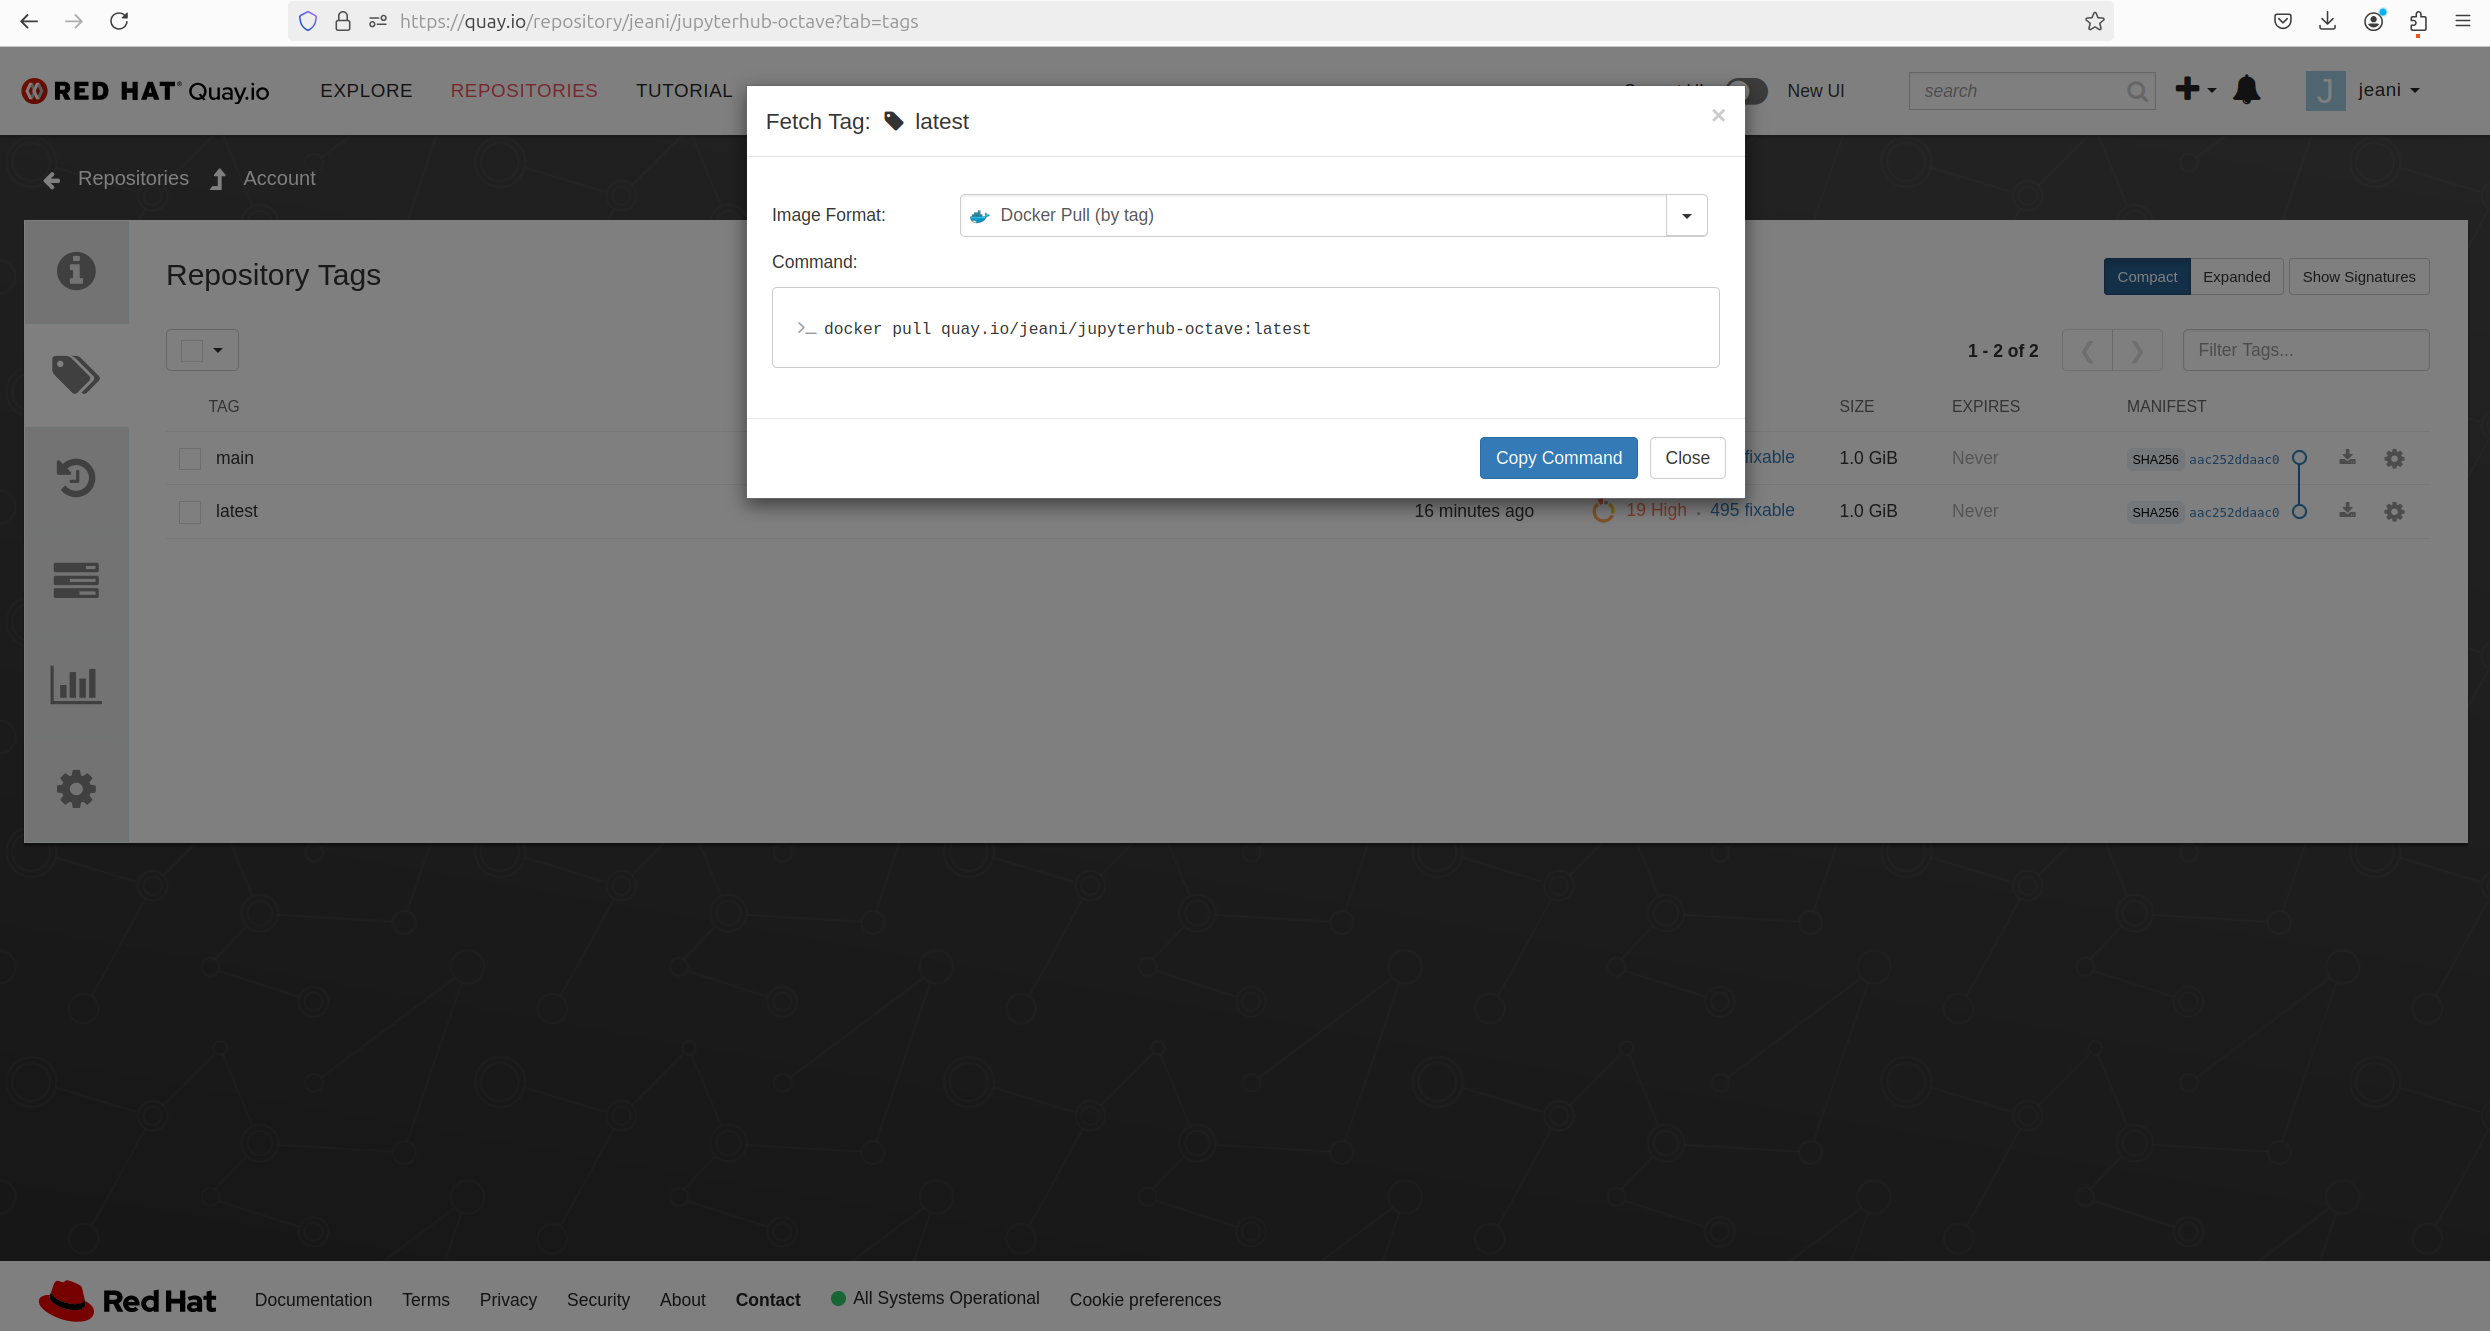 https://quay.io/repository/jeani/jupyterhub-octave?tab=tags
RED HAT Quay.io
EXPLORE
REPOSITORIES
TUTORIAL
New UI
search
J
jeani
Repositories
Account
Fetch Tag: latest
×
Image Format:
Docker Pull (by tag)
Command:
docker pull quay.io/jeani/jupyterhub-octave:latest
Copy Command
Close
Repository Tags
Compact
Expanded
Show Signatures
1 - 2 of 2
Filter Tags...
TAG
SIZE
EXPIRES
MANIFEST
main
fixable
1.0 GiB
Never
SHA256 aac252ddaac0
latest
16 minutes ago
19 High · 495 fixable
1.0 GiB
Never
SHA256 aac252ddaac0
Red Hat
Documentation
Terms
Privacy
Security
About
Contact
All Systems Operational
Cookie preferences